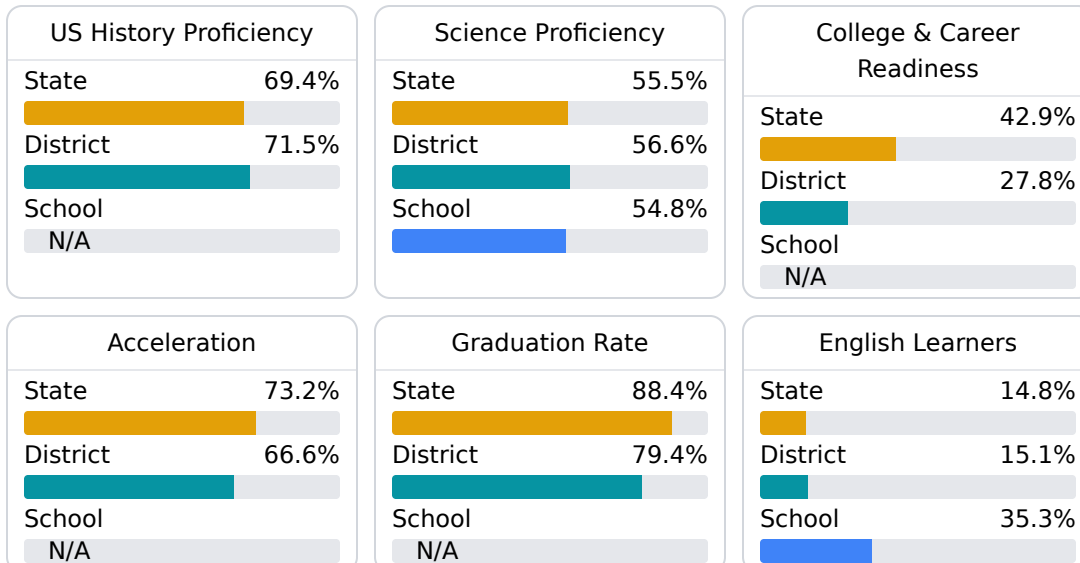 US History Proficiency
State 69.4%
District 71.5%
School
N/A
Science Proficiency
State 55.5%
District 56.6%
School 54.8%
College & Career
Readiness
State 42.9%
District 27.8%
School
N/A
Acceleration
State 73.2%
District 66.6%
School
N/A
Graduation Rate
State 88.4%
District 79.4%
School
N/A
English Learners
State 14.8%
District 15.1%
School 35.3%